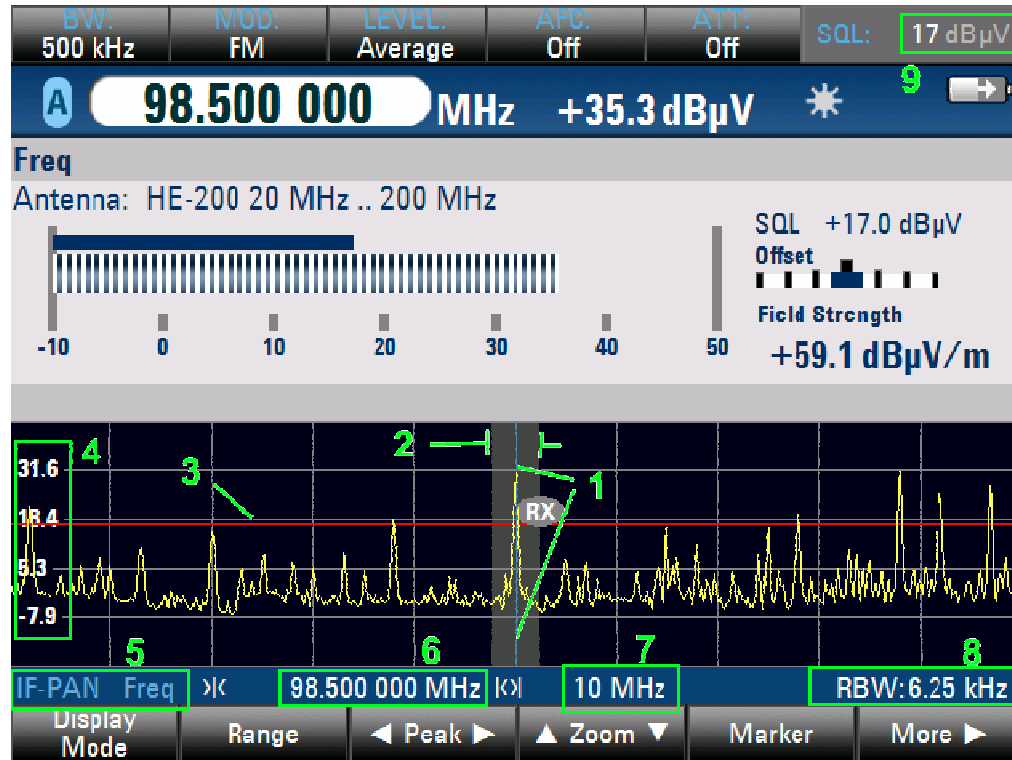 BW: MOD: LEVEL: AFC: ATT: SQL: 17 dBµV
500 kHz FM Average Off Off
9
A 98.500 000 MHz +35.3 dBµV
Freq
Antenna: HE-200 20 MHz .. 200 MHz
SQL +17.0 dBµV
Offset
Field Strength
+59.1 dBµV/m
-10 0 10 20 30 40 50
2
4
31.6
3
1
18.4
RX
5.3
-7.9
5 6 7 8
IF-PAN Freq 98.500 000 MHz 10 MHz RBW:6.25 kHz
Display Mode Range ◀ Peak ▶ ▲ Zoom ▼ Marker More ▶